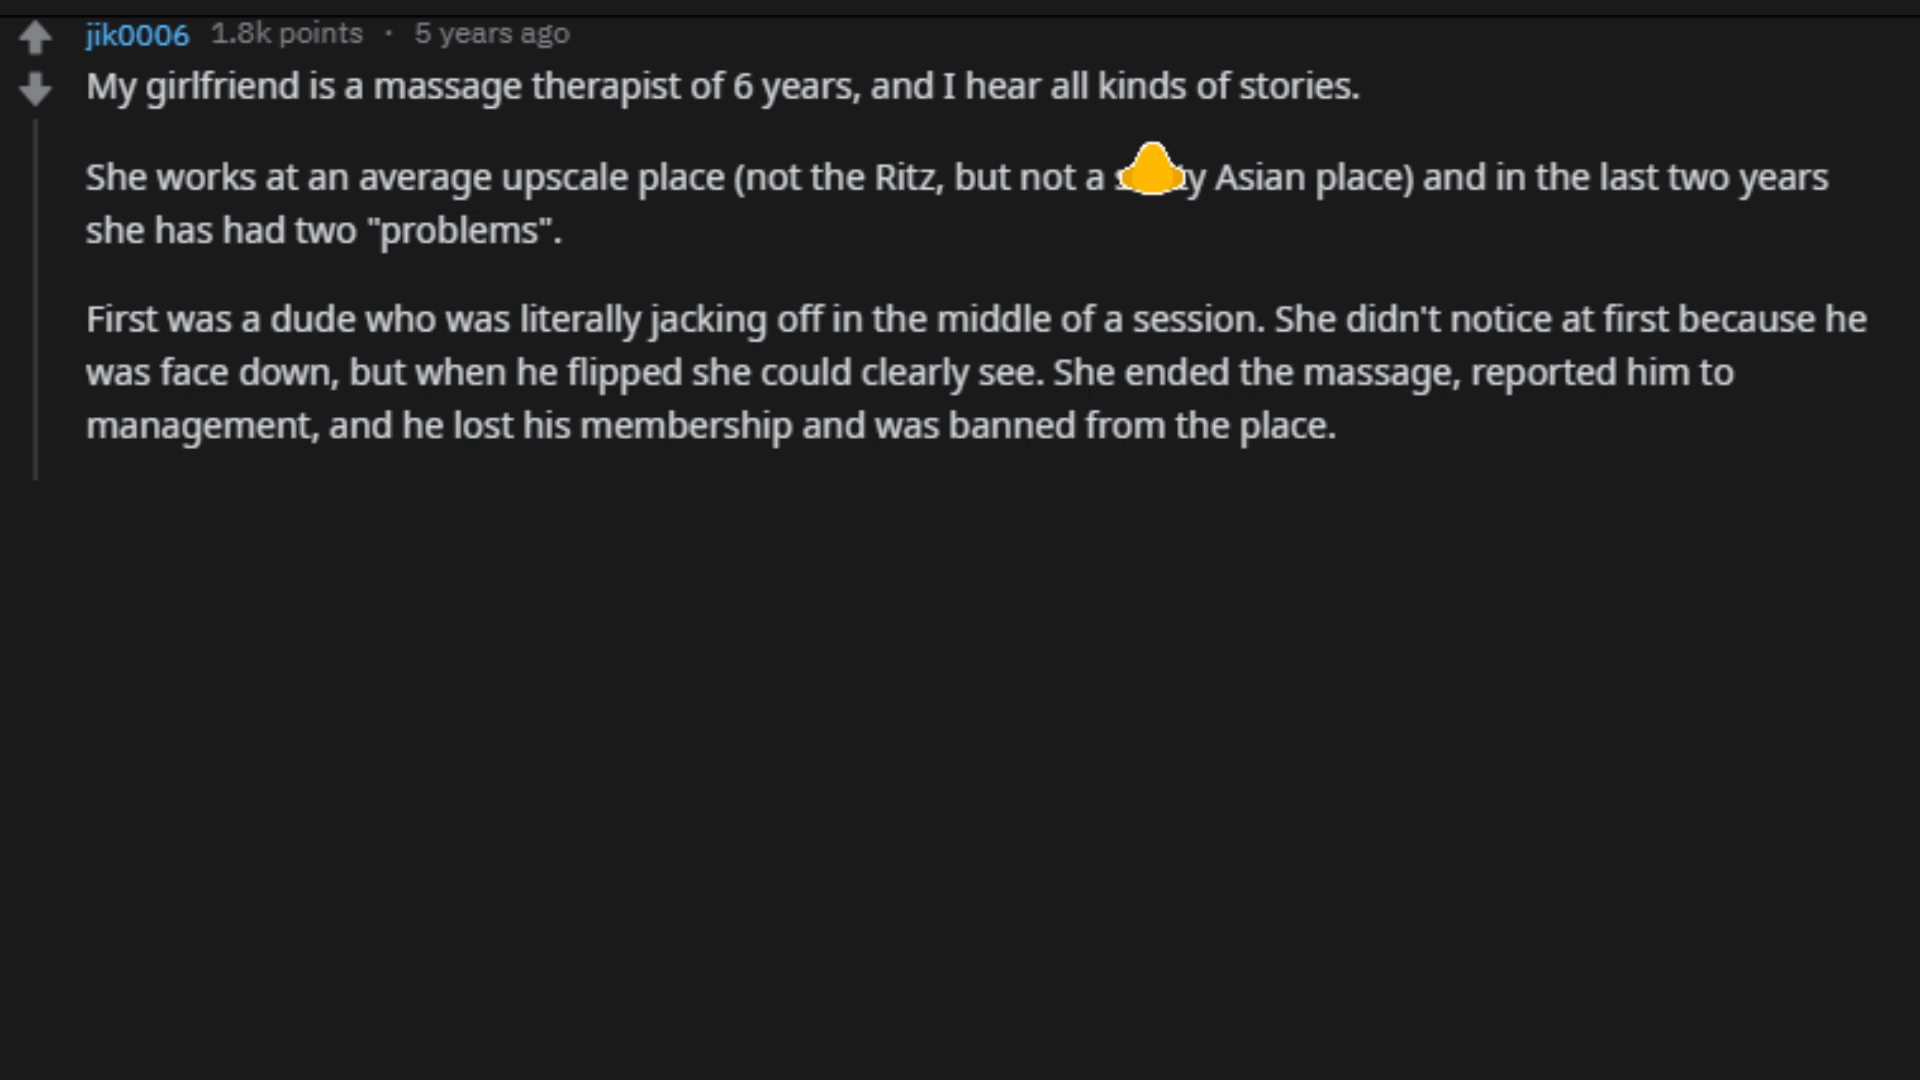 jik0006 1.8k points · 5 years ago
My girlfriend is a massage therapist of 6 years, and I hear all kinds of stories.
She works at an average upscale place (not the Ritz, but not a Asian place) and in the last two years
she has had two "problems".
First was a dude who was literally jacking off in the middle of a session. She didn't notice at first because he
was face down, but when he flipped she could clearly see. She ended the massage, reported him to
management, and he lost his membership and was banned from the place.